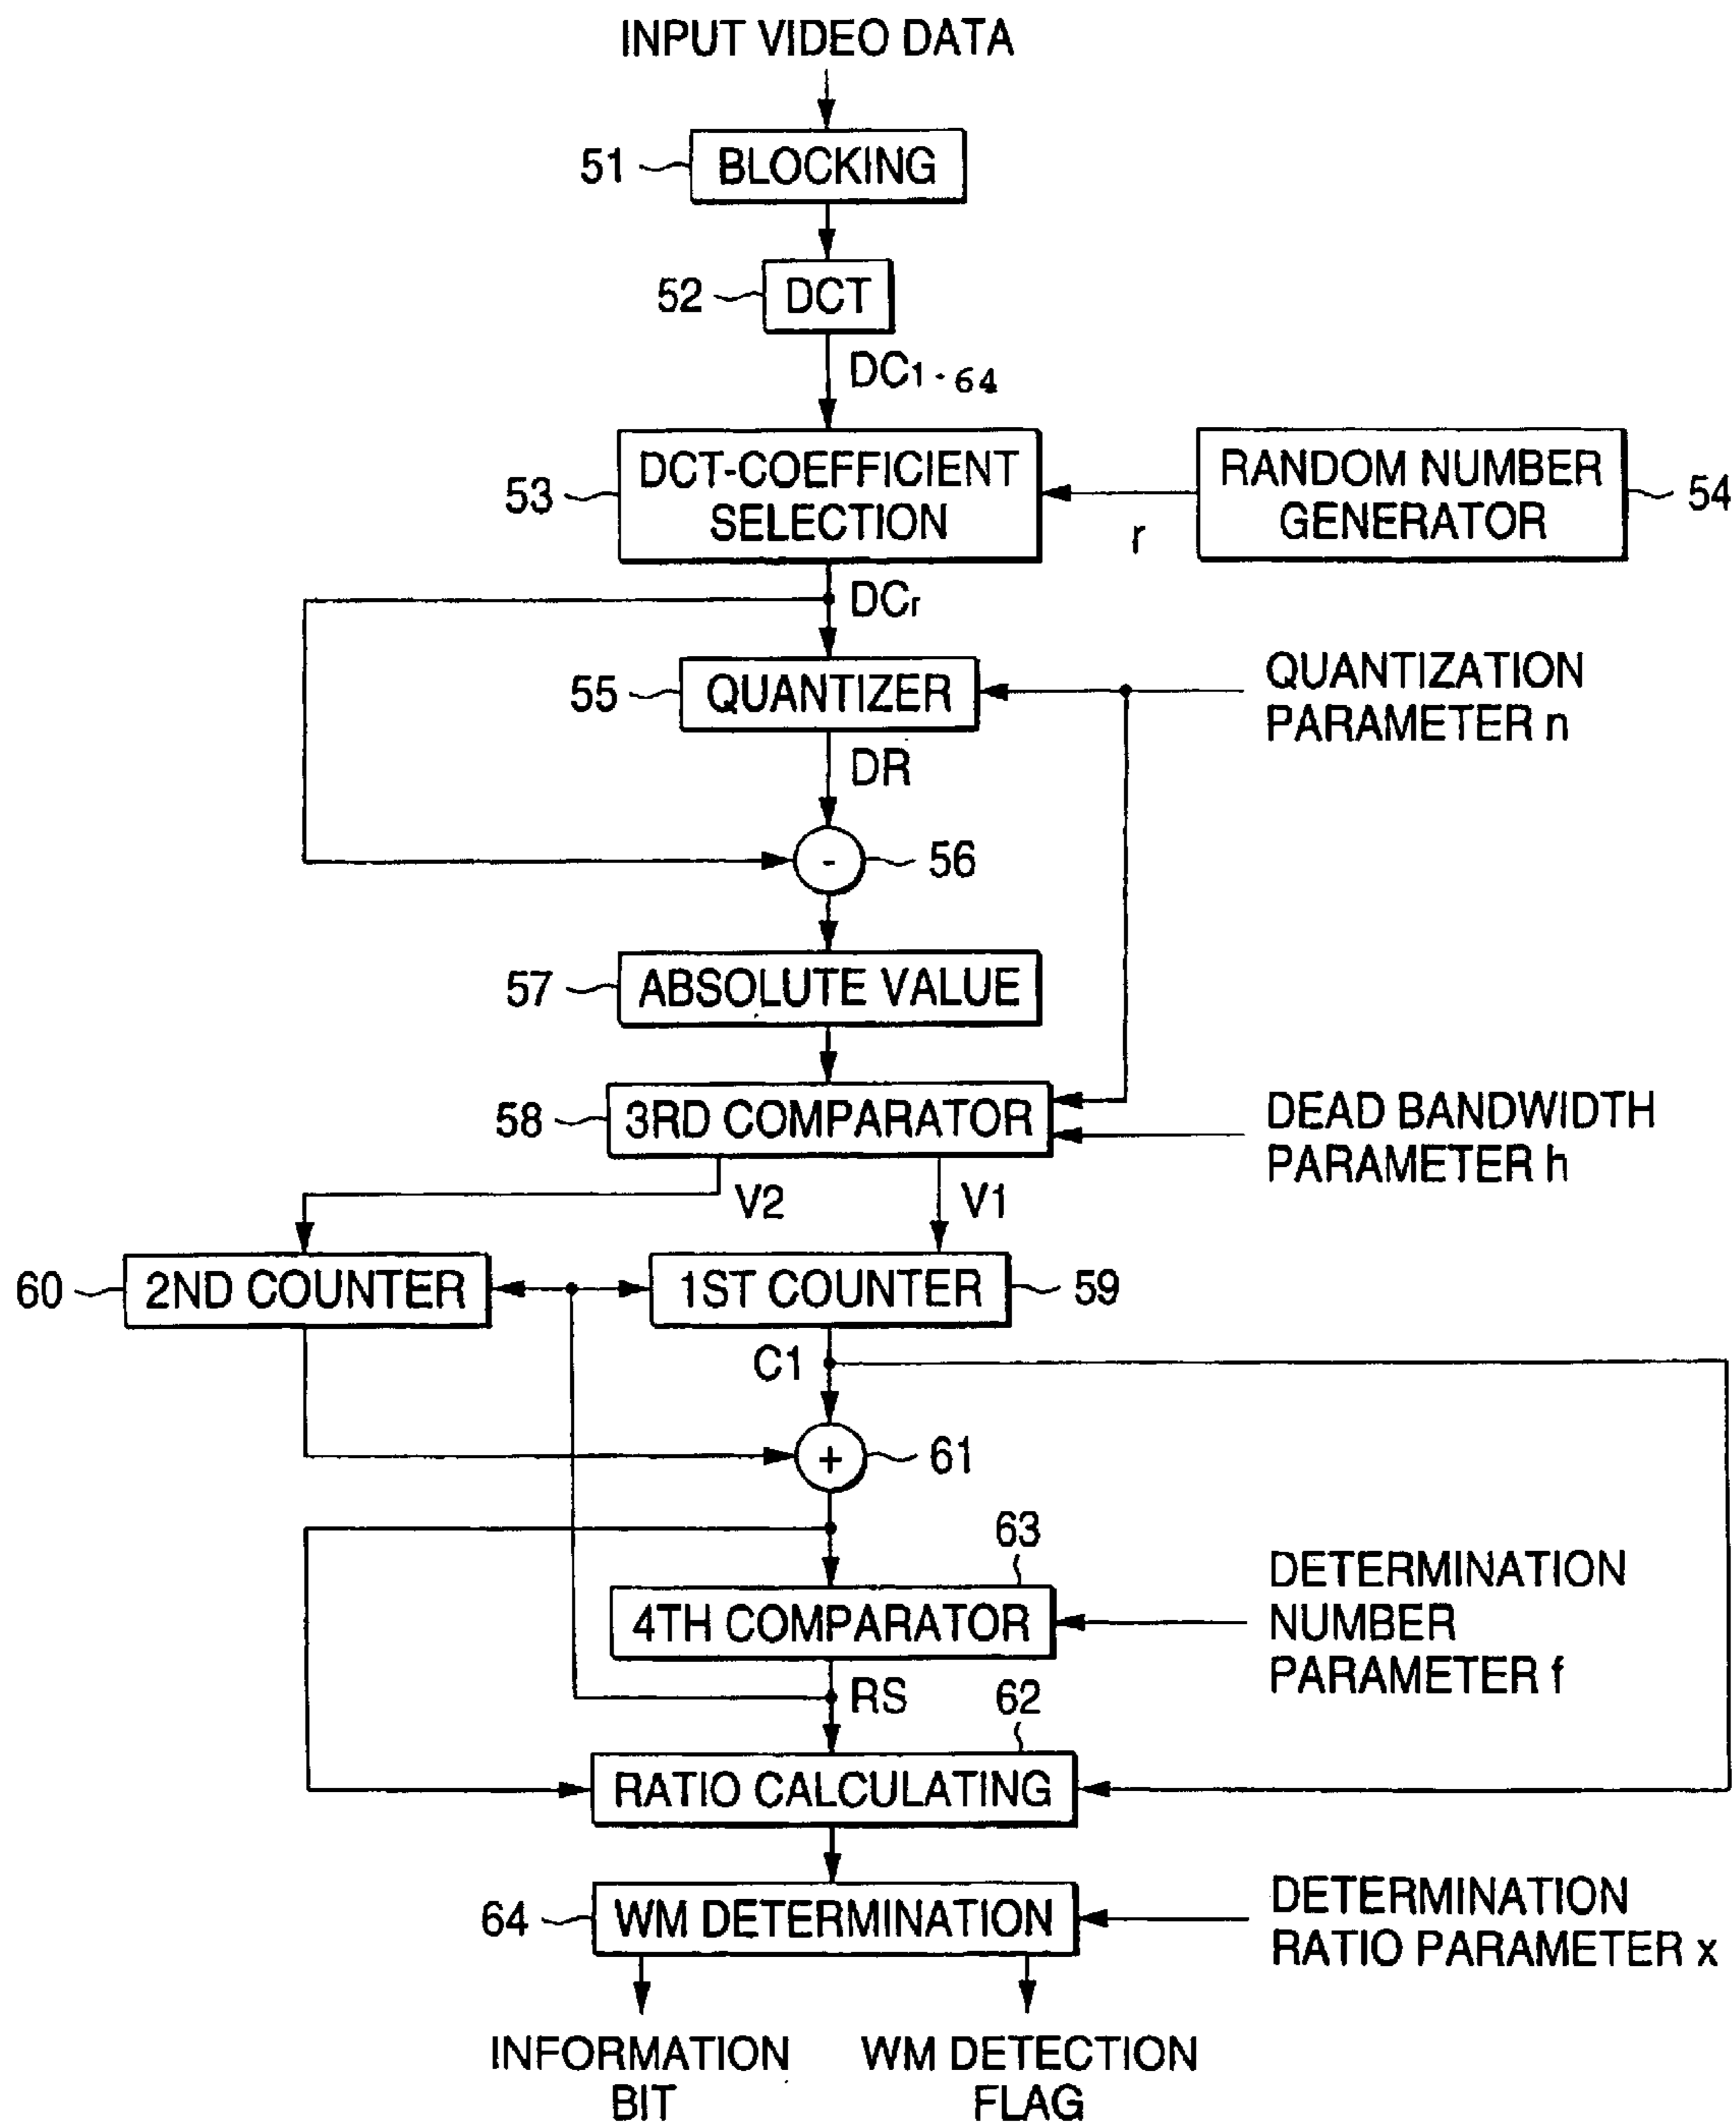 INPUT VIDEO DATA
51
BLOCKING
52
DCT
DC1-64
53
DCT-COEFFICIENT
SELECTION
RANDOM NUMBER
GENERATOR
54
r
DCr
55
QUANTIZER
QUANTIZATION
PARAMETER n
DR
-
56
57
ABSOLUTE VALUE
58
3RD COMPARATOR
DEAD BANDWIDTH
PARAMETER h
V2
V1
60
2ND COUNTER
1ST COUNTER
59
C1
+
61
63
4TH COMPARATOR
DETERMINATION
NUMBER
PARAMETER f
RS
62
RATIO CALCULATING
64
WM DETERMINATION
DETERMINATION
RATIO PARAMETER x
INFORMATION
BIT
WM DETECTION
FLAG